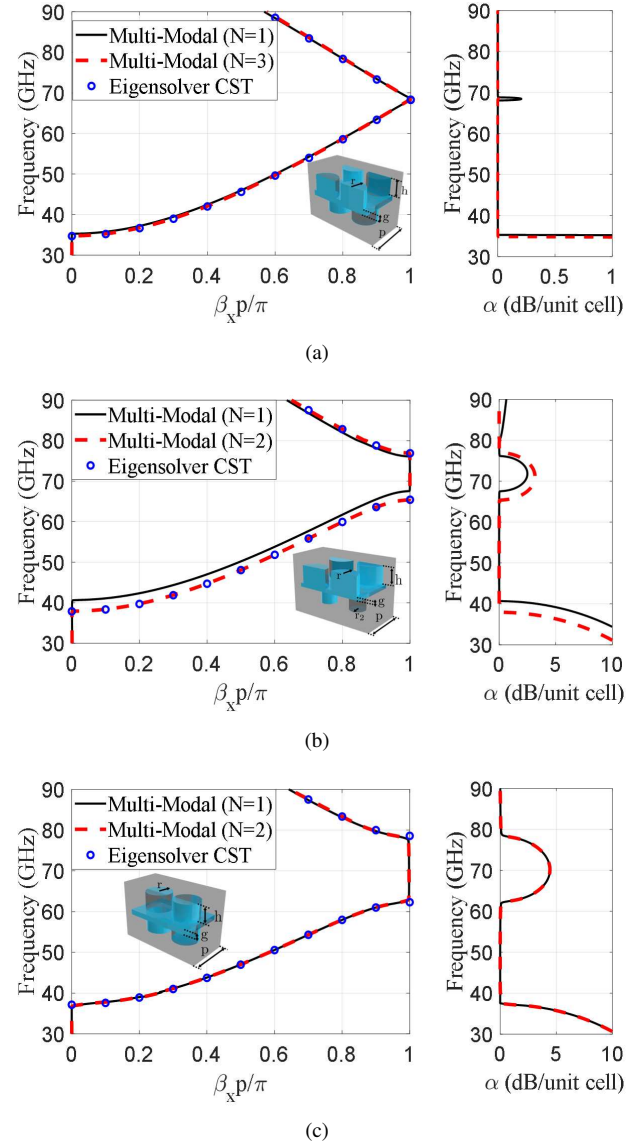 90
80
70
60
50
40
30
Frequency (GHz)
Multi-Modal (N=1)
Multi-Modal (N=3)
Eigensolver CST
r
h
g
p
0 0.2 0.4 0.6 0.8 1
βₓp/π
90
80
70
60
50
40
30
Frequency (GHz)
0 0.5 1
α (dB/unit cell)
(a)
90
80
70
60
50
40
30
Frequency (GHz)
Multi-Modal (N=1)
Multi-Modal (N=2)
Eigensolver CST
r
h
g
r₂
p
0 0.2 0.4 0.6 0.8 1
βₓp/π
90
80
70
60
50
40
30
Frequency (GHz)
0 5 10
α (dB/unit cell)
(b)
90
80
70
60
50
40
30
Frequency (GHz)
Multi-Modal (N=1)
Multi-Modal (N=2)
Eigensolver CST
r
h
g
p
0 0.2 0.4 0.6 0.8 1
βₓp/π
90
80
70
60
50
40
30
Frequency (GHz)
0 5 10
α (dB/unit cell)
(c)